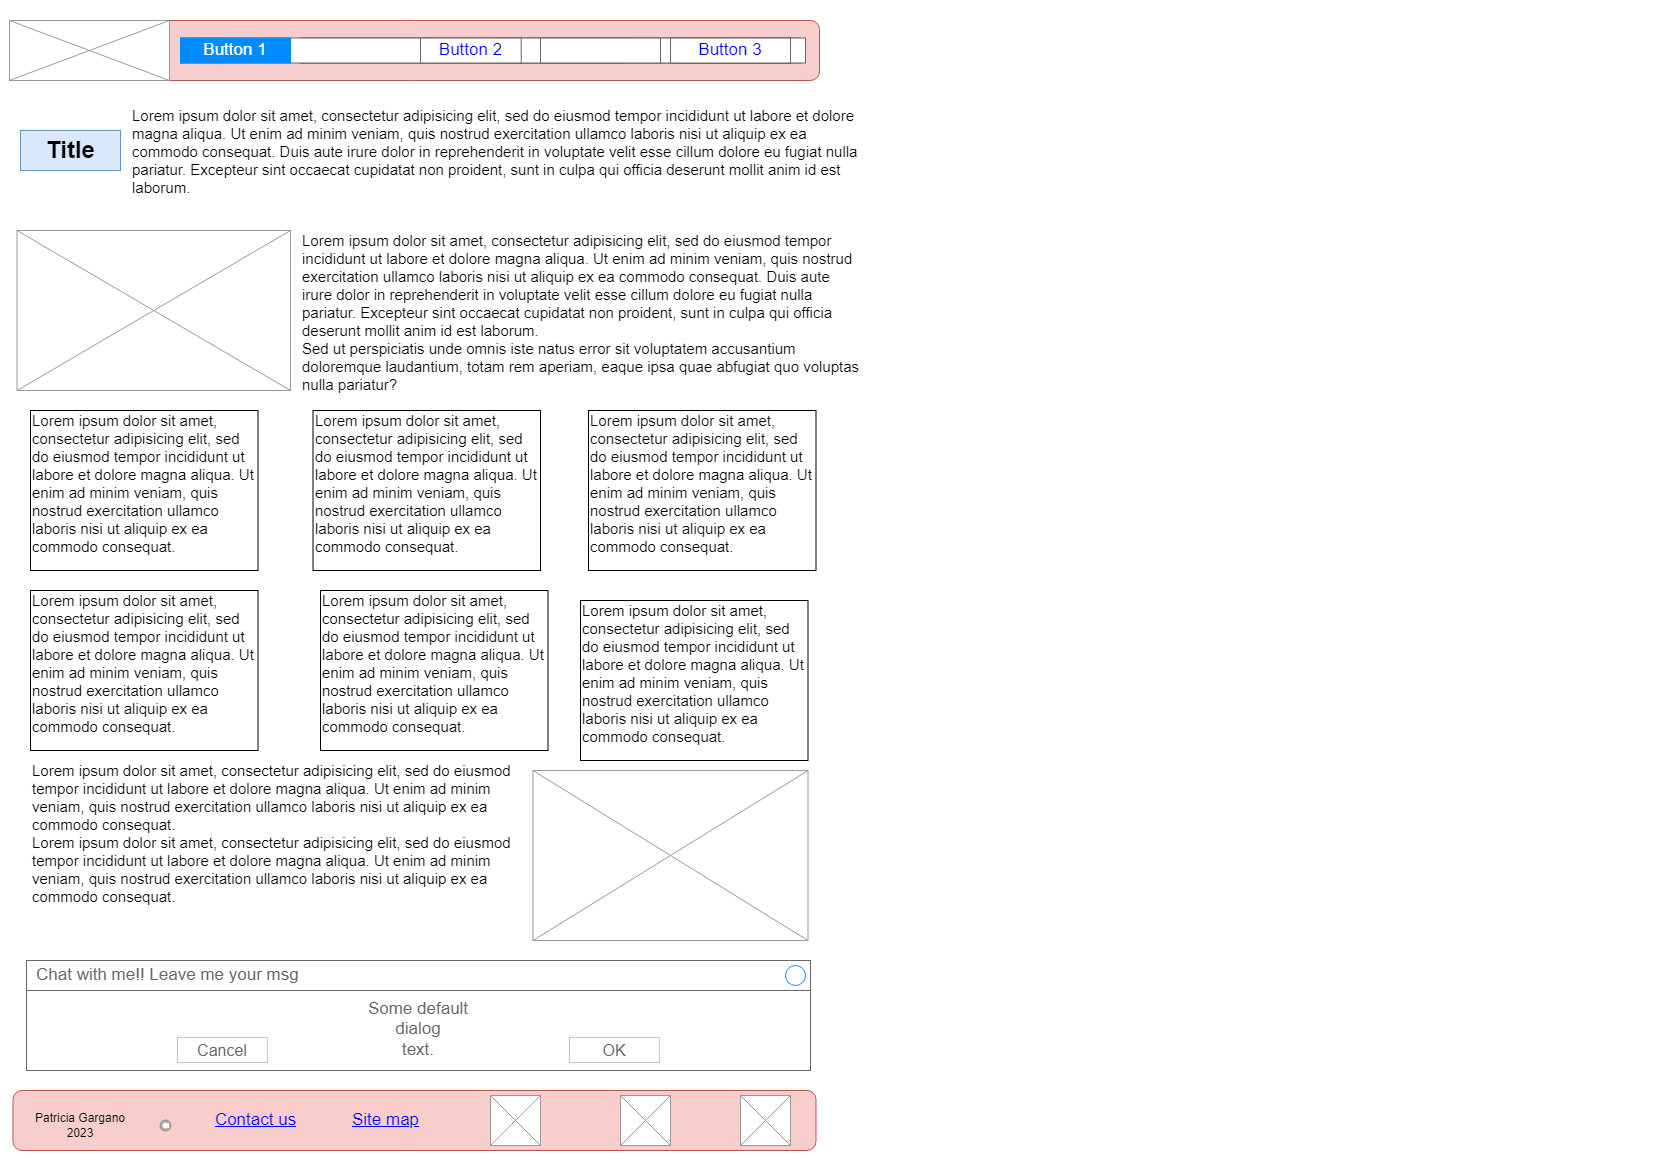 Button 1
Button 2
Button 3
Title
Lorem ipsum dolor sit amet, consectetur adipisicing elit, sed do eiusmod tempor incididunt ut labore et dolore
magna aliqua. Ut enim ad minim veniam, quis nostrud exercitation ullamco laboris nisi ut aliquip ex ea
commodo consequat. Duis aute irure dolor in reprehenderit in voluptate velit esse cillum dolore eu fugiat nulla
pariatur. Excepteur sint occaecat cupidatat non proident, sunt in culpa qui officia deserunt mollit anim id est
laborum.
Lorem ipsum dolor sit amet, consectetur adipisicing elit, sed do eiusmod tempor
incididunt ut labore et dolore magna aliqua. Ut enim ad minim veniam, quis nostrud
exercitation ullamco laboris nisi ut aliquip ex ea commodo consequat. Duis aute
irure dolor in reprehenderit in voluptate velit esse cillum dolore eu fugiat nulla
pariatur. Excepteur sint occaecat cupidatat non proident, sunt in culpa qui officia
deserunt mollit anim id est laborum.
Sed ut perspiciatis unde omnis iste natus error sit voluptatem accusantium
doloremque laudantium, totam rem aperiam, eaque ipsa quae abfugiat quo voluptas
nulla pariatur?
Lorem ipsum dolor sit amet,
consectetur adipisicing elit, sed
do eiusmod tempor incididunt ut
labore et dolore magna aliqua. Ut
enim ad minim veniam, quis
nostrud exercitation ullamco
laboris nisi ut aliquip ex ea
commodo consequat.
Lorem ipsum dolor sit amet,
consectetur adipisicing elit, sed
do eiusmod tempor incididunt ut
labore et dolore magna aliqua. Ut
enim ad minim veniam, quis
nostrud exercitation ullamco
laboris nisi ut aliquip ex ea
commodo consequat.
Lorem ipsum dolor sit amet,
consectetur adipisicing elit, sed
do eiusmod tempor incididunt ut
labore et dolore magna aliqua. Ut
enim ad minim veniam, quis
nostrud exercitation ullamco
laboris nisi ut aliquip ex ea
commodo consequat.
Lorem ipsum dolor sit amet,
consectetur adipisicing elit, sed
do eiusmod tempor incididunt ut
labore et dolore magna aliqua. Ut
enim ad minim veniam, quis
nostrud exercitation ullamco
laboris nisi ut aliquip ex ea
commodo consequat.
Lorem ipsum dolor sit amet,
consectetur adipisicing elit, sed
do eiusmod tempor incididunt ut
labore et dolore magna aliqua. Ut
enim ad minim veniam, quis
nostrud exercitation ullamco
laboris nisi ut aliquip ex ea
commodo consequat.
Lorem ipsum dolor sit amet,
consectetur adipisicing elit, sed
do eiusmod tempor incididunt ut
labore et dolore magna aliqua. Ut
enim ad minim veniam, quis
nostrud exercitation ullamco
laboris nisi ut aliquip ex ea
commodo consequat.
Lorem ipsum dolor sit amet, consectetur adipisicing elit, sed do eiusmod
tempor incididunt ut labore et dolore magna aliqua. Ut enim ad minim
veniam, quis nostrud exercitation ullamco laboris nisi ut aliquip ex ea
commodo consequat.
Lorem ipsum dolor sit amet, consectetur adipisicing elit, sed do eiusmod
tempor incididunt ut labore et dolore magna aliqua. Ut enim ad minim
veniam, quis nostrud exercitation ullamco laboris nisi ut aliquip ex ea
commodo consequat.
Chat with me!! Leave me your msg
Some default
dialog
text.
Cancel
OK
Patricia Gargano
2023
Contact us
Site map